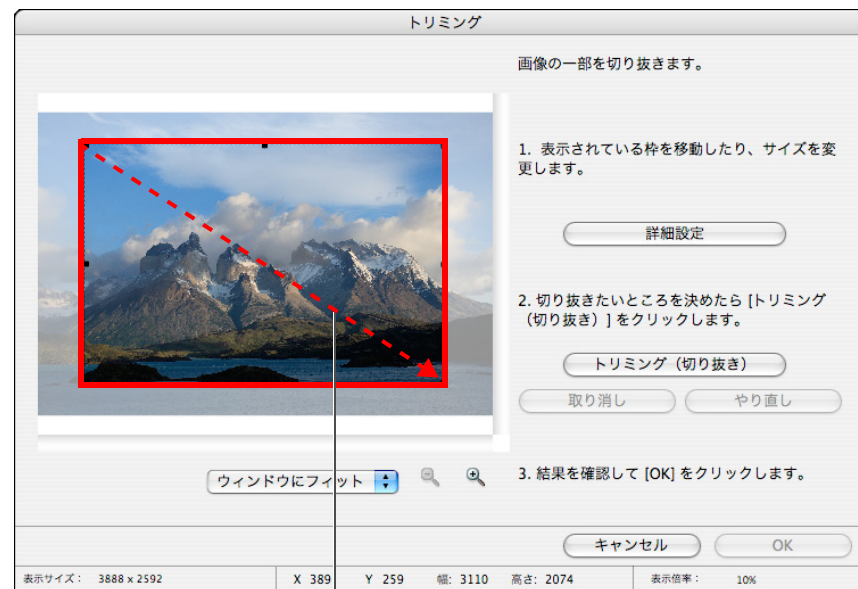 トリミング
画像の一部を切り抜きます。
1. 表示されている枠を移動したり、サイズを変
更します。
詳細設定
2. 切り抜きたいところを決めたら [トリミング
（切り抜き）] をクリックします。
トリミング（切り抜き）
取り消し やり直し
ウィンドウにフィット
3. 結果を確認して [OK] をクリックします。
キャンセル OK
表示サイズ： 3888 x 2592 X 389 Y 259 幅: 3110 高さ: 2074 表示倍率： 10%